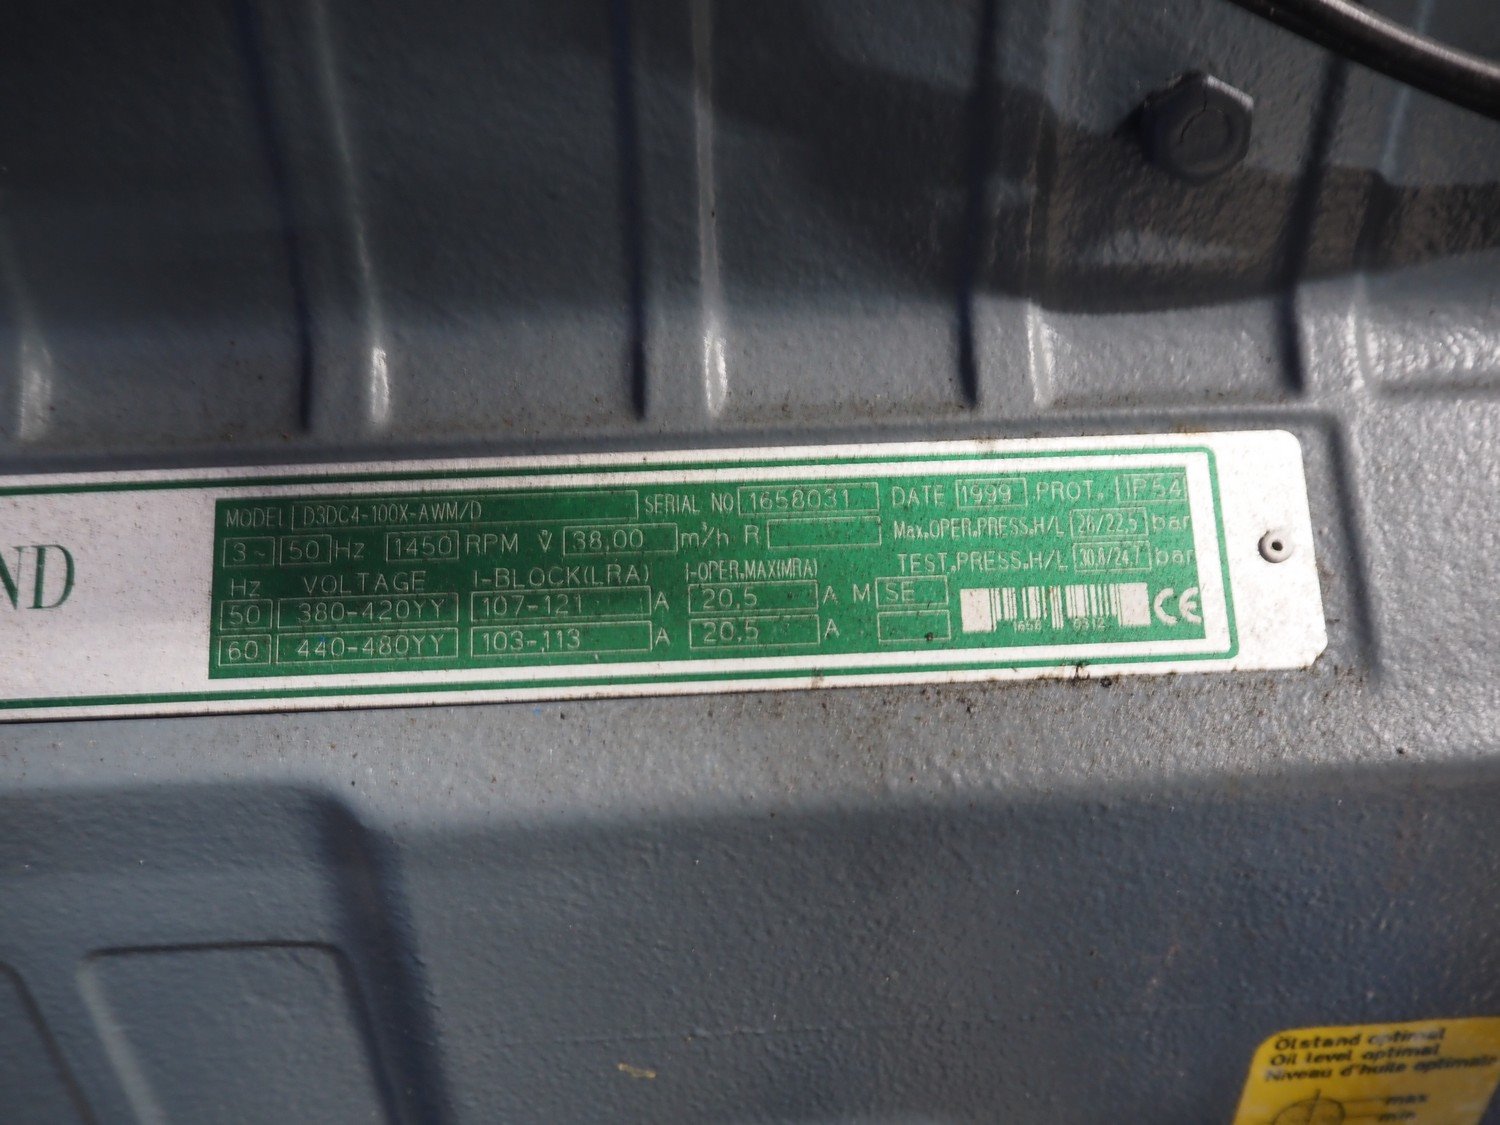 ND
MODEL D3DC4-100X-AWM/D SERIAL NO 1658031 DATE 1999 PROT. IP54
3~ 50 Hz 1450 RPM V̇ 38,00 m³/h R Max.OPER.PRESS.H/L 26/22.5 bar
TEST.PRESS.H/L 30.8/24.7 bar
Hz VOLTAGE I-BLOCK(LRA) I-OPER.MAX(MRA)
50 380-420YY 107-121 A 20.5 A M SE
60 440-480YY 103-113 A 20.5 A
CE
Ölstand optimal
Oil level optimal
Niveau d'huile optimale
max
min